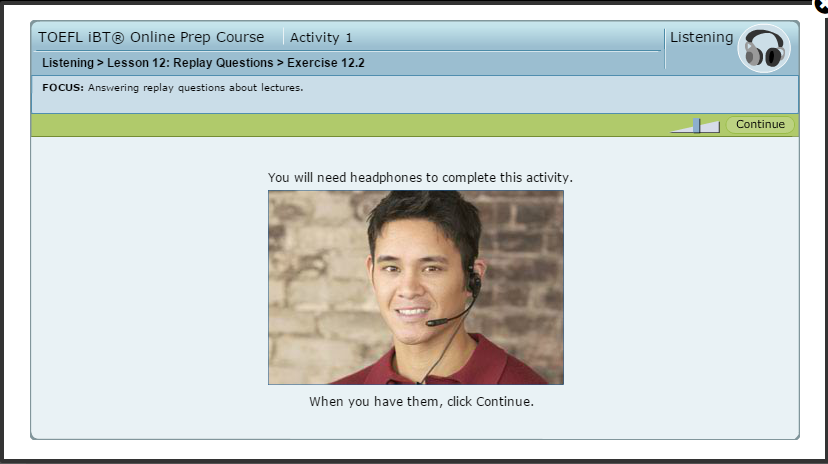 TOEFL iBT® Online Prep Course Activity 1 Listening
Listening > Lesson 12: Replay Questions > Exercise 12.2
FOCUS: Answering replay questions about lectures.
Continue
You will need headphones to complete this activity.
When you have them, click Continue.